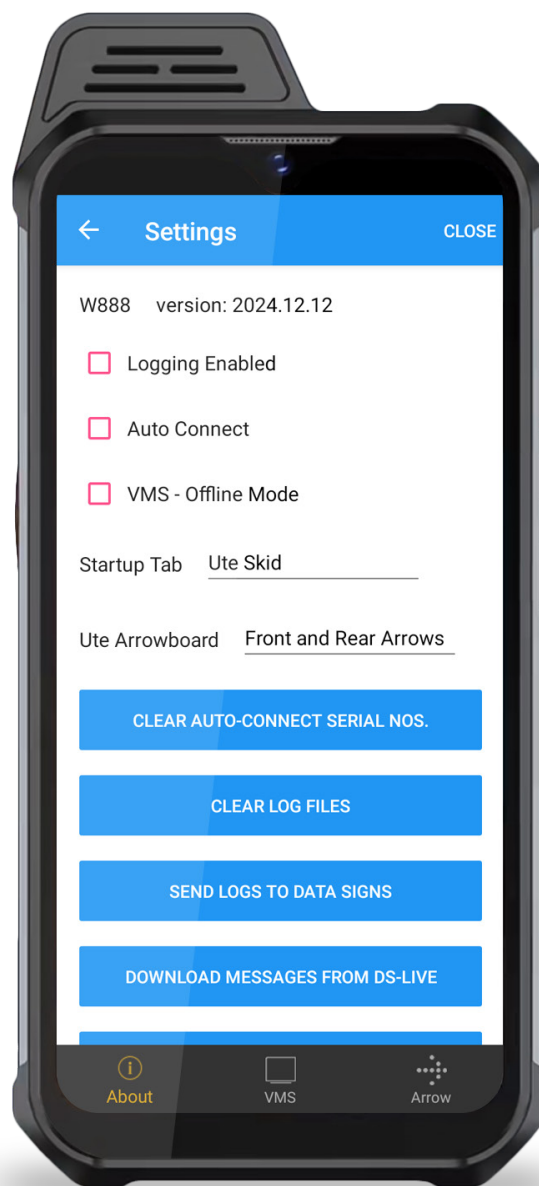 Settings
CLOSE
W888 version: 2024.12.12
Logging Enabled
Auto Connect
VMS - Offline Mode
Startup Tab Ute Skid
Ute Arrowboard Front and Rear Arrows
CLEAR AUTO-CONNECT SERIAL NOS.
CLEAR LOG FILES
SEND LOGS TO DATA SIGNS
DOWNLOAD MESSAGES FROM DS-LIVE
About VMS Arrow